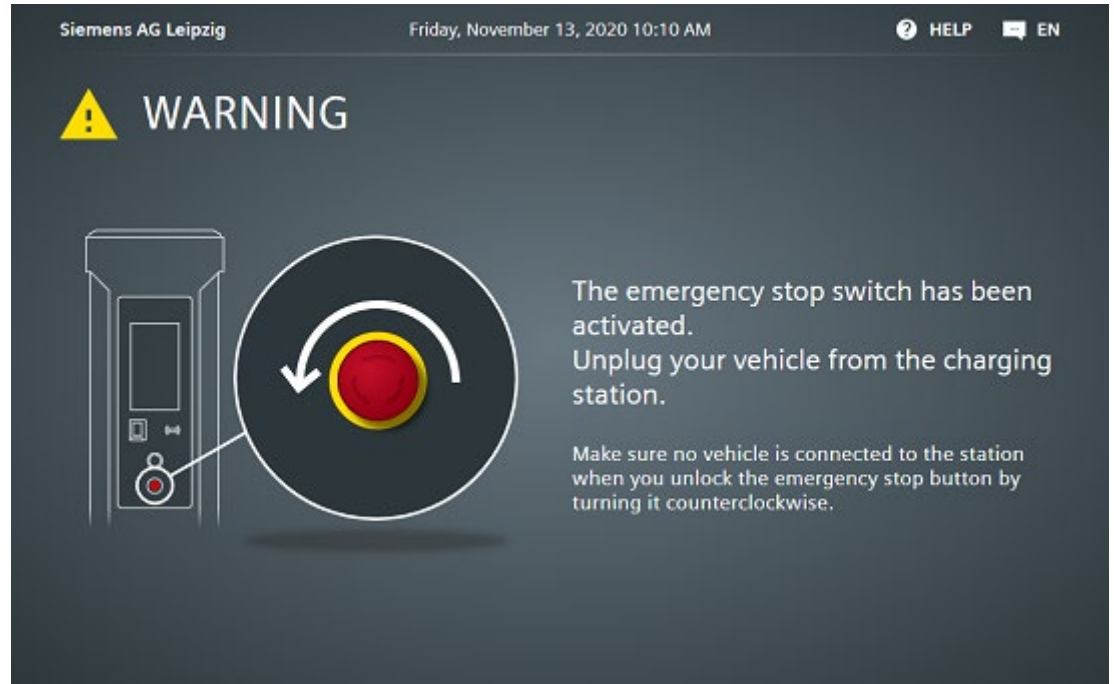 Siemens AG Leipzig
Friday, November 13, 2020 10:10 AM
HELP
EN
WARNING
The emergency stop switch has been
activated.
Unplug your vehicle from the charging
station.
Make sure no vehicle is connected to the station
when you unlock the emergency stop button by
turning it counterclockwise.